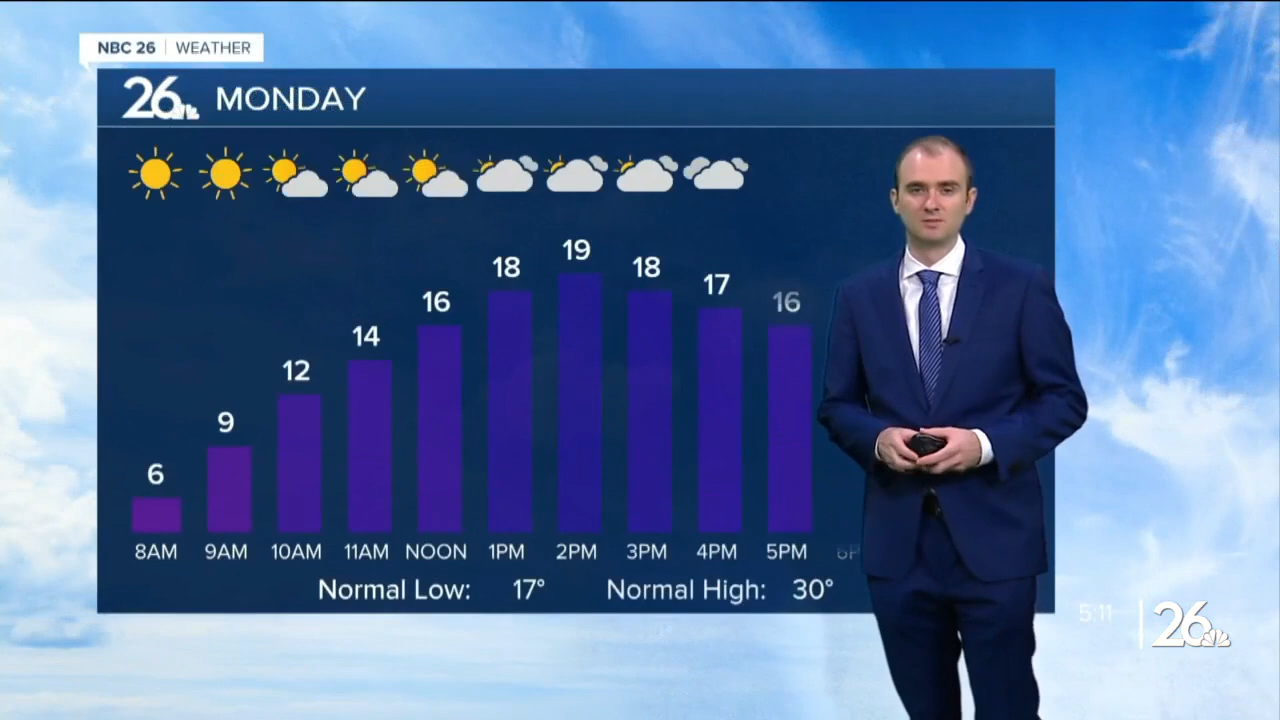 NBC 26 | WEATHER
26 MONDAY
19
18 18
17
16 16
14
12
9
6
8AM 9AM 10AM 11AM NOON 1PM 2PM 3PM 4PM 5PM
Normal Low: 17° Normal High: 30°
5:11 | 26